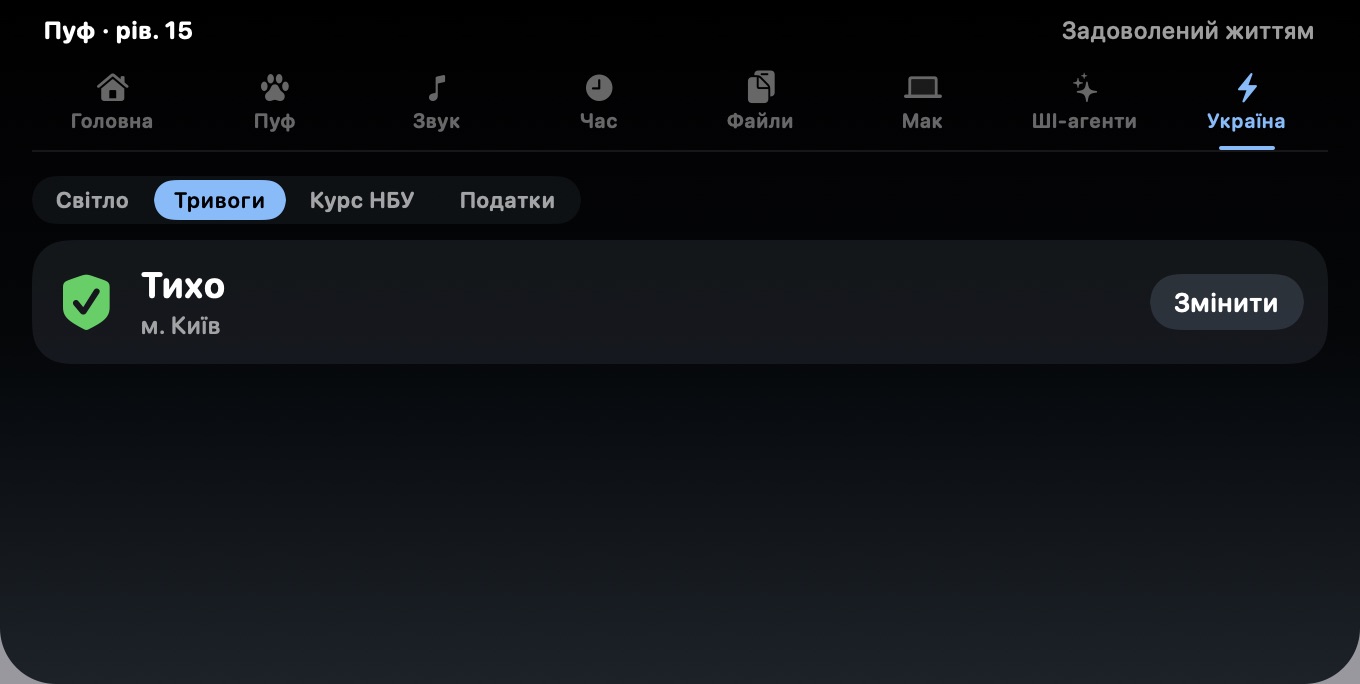 Пуф · рів. 15
Задоволений життям
Головна
Пуф
Звук
Час
Файли
Мак
ШІ-агенти
Україна
Світло
Тривоги
Курс НБУ
Податки
Тихо
м. Київ
Змінити